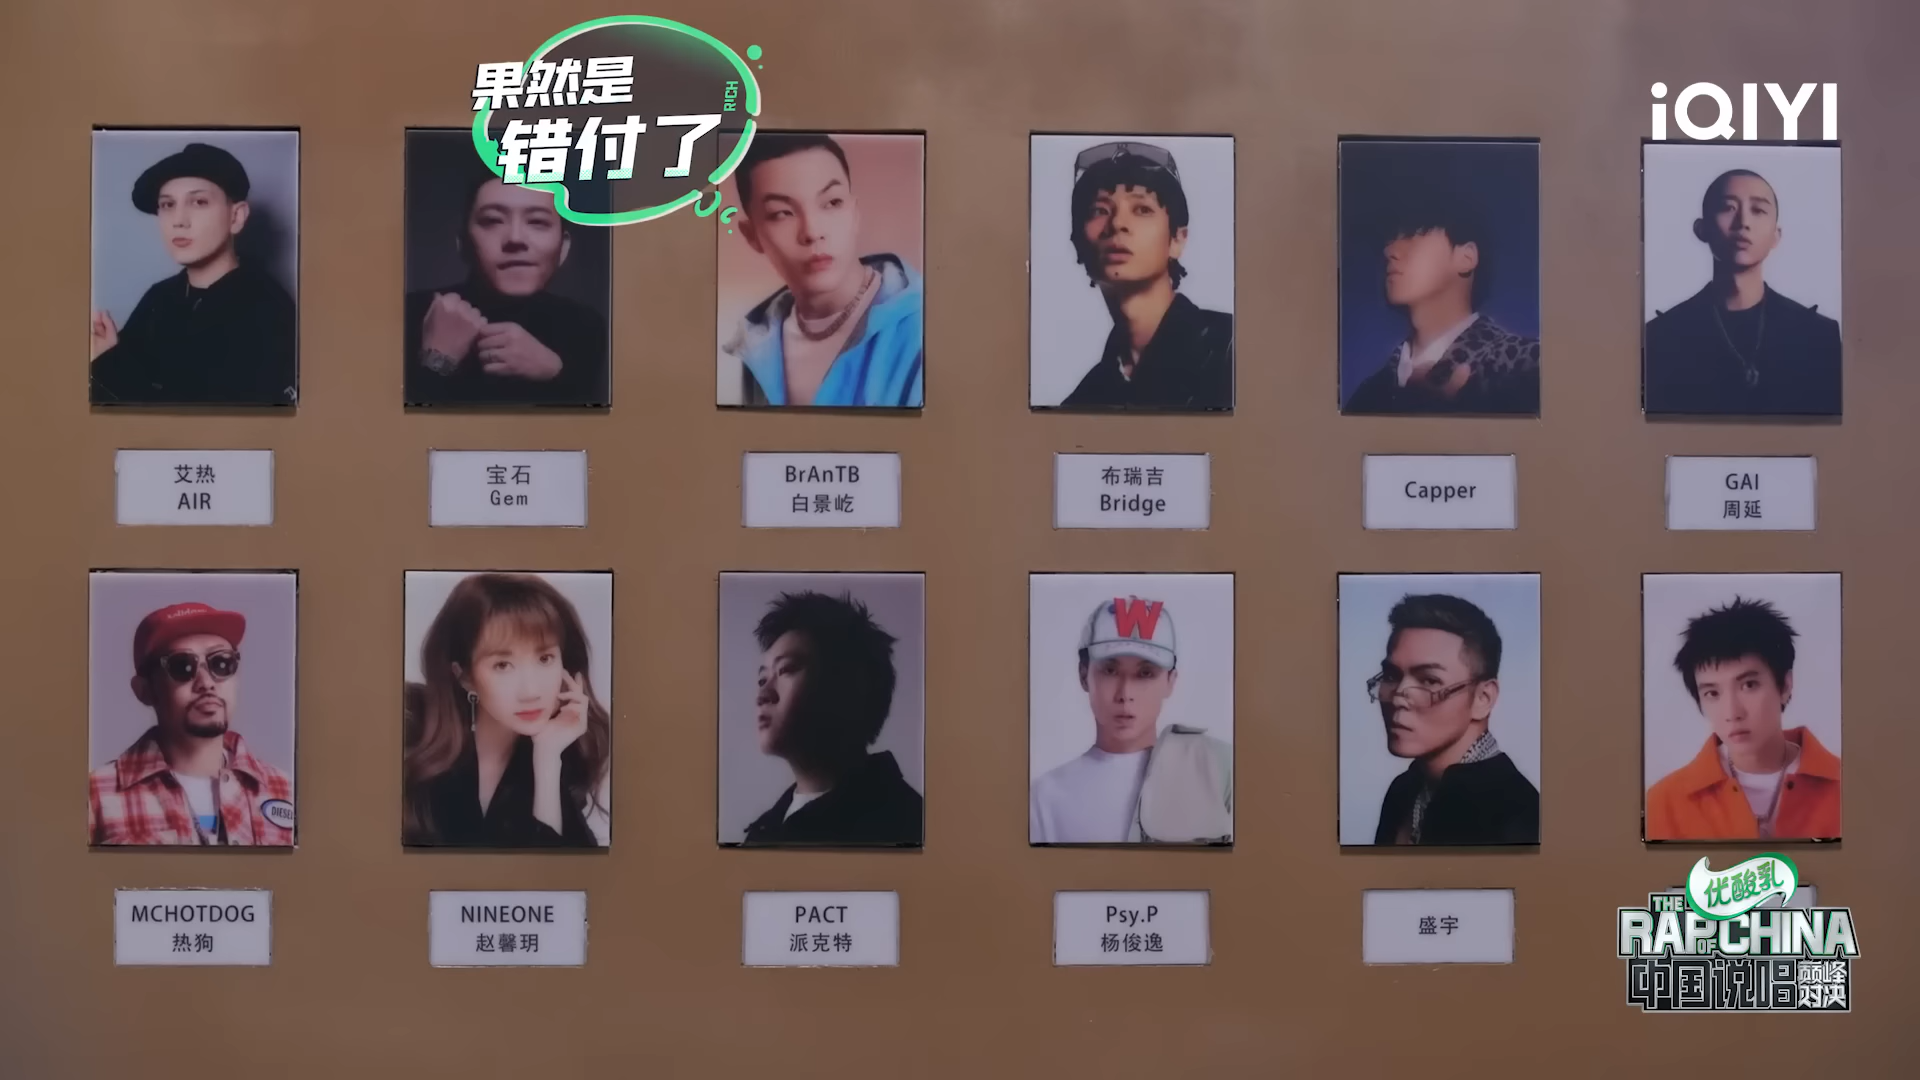 果然是
错付了
RICH
iQIYI
艾热
AIR
宝石
Gem
BrAnTB
白景屹
布瑞吉
Bridge
Capper
GAI
周延
DIESEL
W
MCHOTDOG
热狗
NINEONE
赵馨玥
PACT
派克特
Psy.P
杨俊逸
盛宇
优酸乳
THE
RAP OF CHINA
中国说唱
巅峰
对决